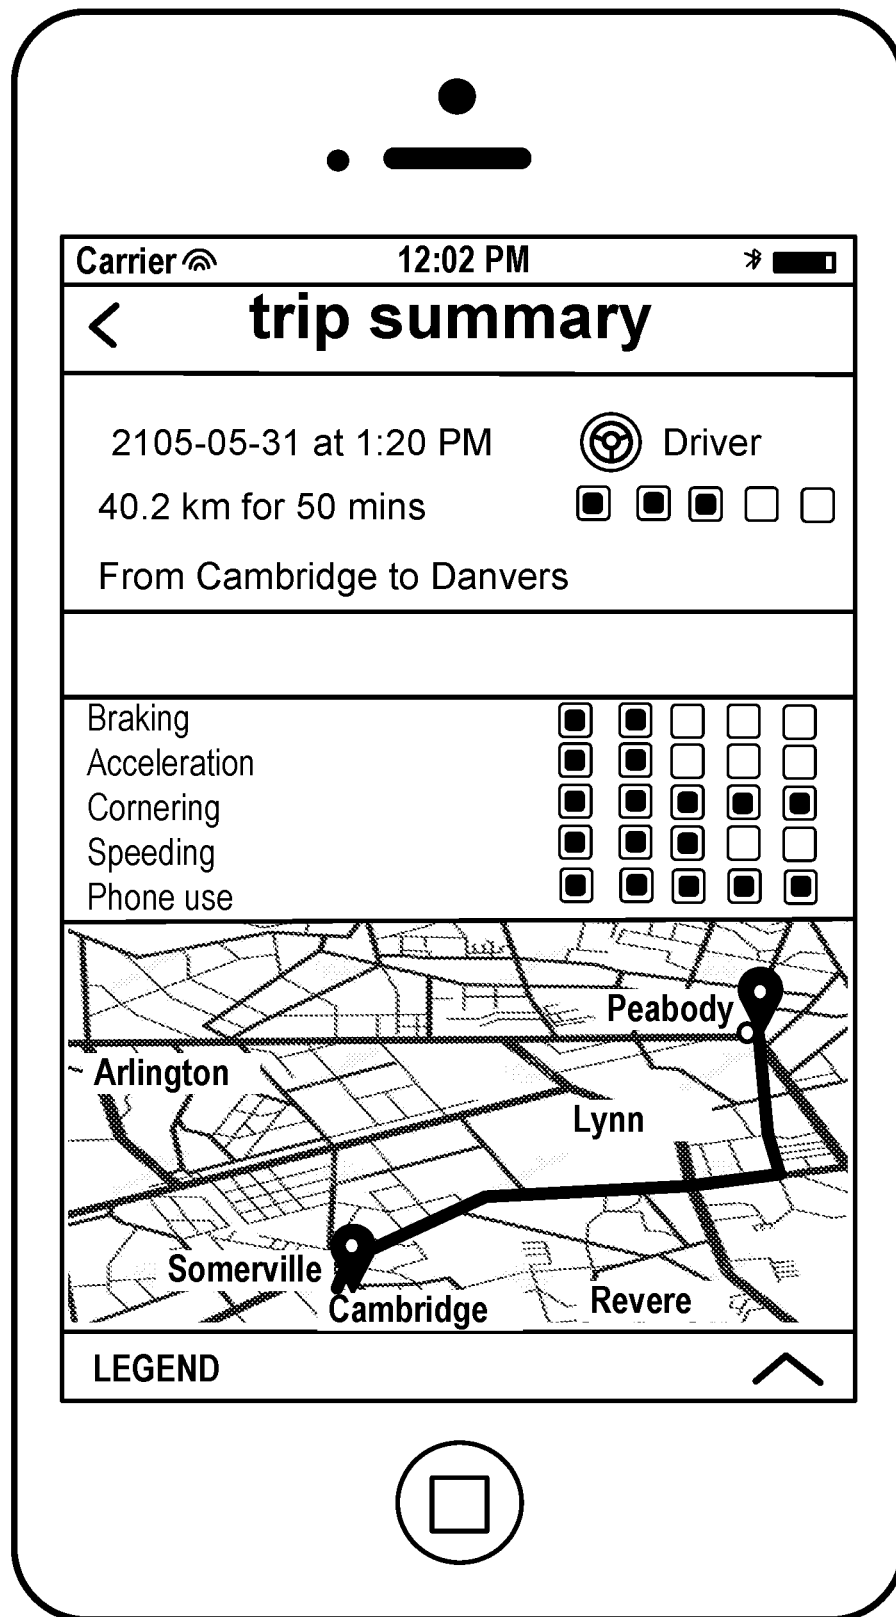 Carrier 12:02 PM
trip summary
2105-05-31 at 1:20 PM Driver
40.2 km for 50 mins
From Cambridge to Danvers
Braking
Acceleration
Cornering
Speeding
Phone use
Peabody
Arlington
Lynn
Somerville
Cambridge
Revere
LEGEND